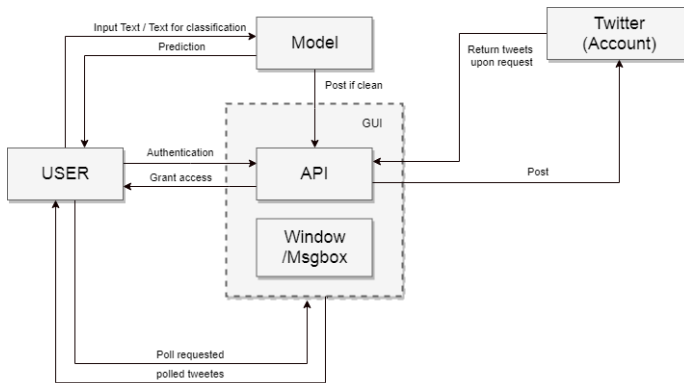 Input Text / Text for classification
Model
Twitter
(Account)
Prediction
Return tweets
upon request
Post if clean
GUI
Authentication
USER
API
Grant access
Post
Window
/Msgbox
Poll requested
polled tweetes